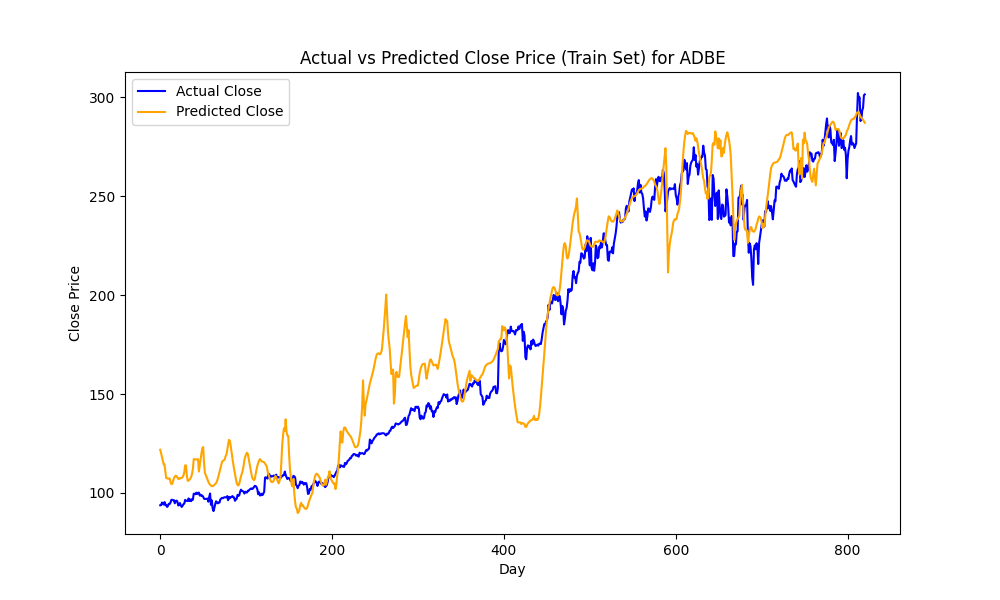 Actual vs Predicted Close Price (Train Set) for ADBE
Actual Close
Predicted Close
300
250
200
150
100
Close Price
0 200 400 600 800
Day